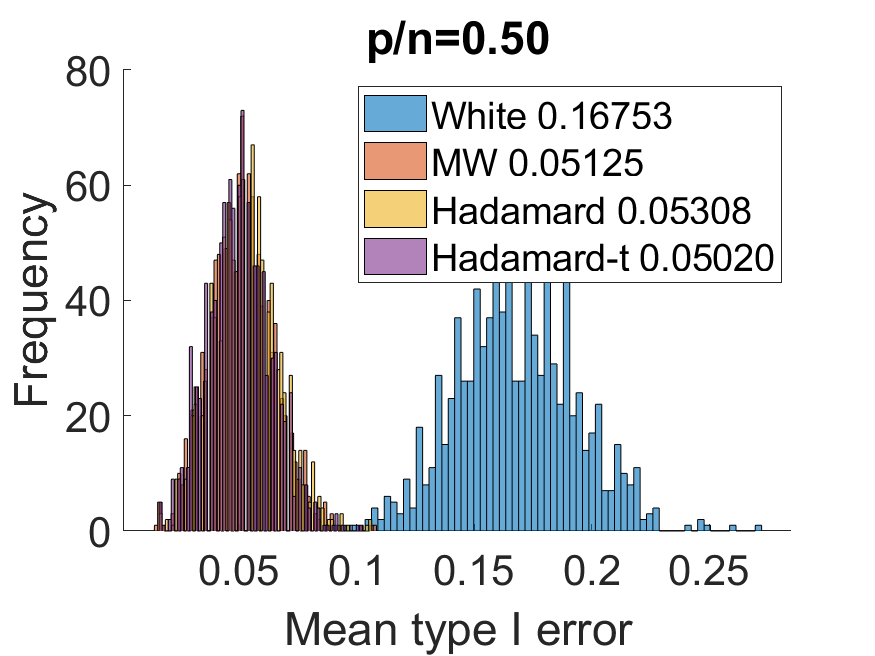 p/n=0.50
80
60
40
20
0
Frequency
White 0.16753
MW 0.05125
Hadamard 0.05308
Hadamard-t 0.05020
0.05 0.1 0.15 0.2 0.25
Mean type I error